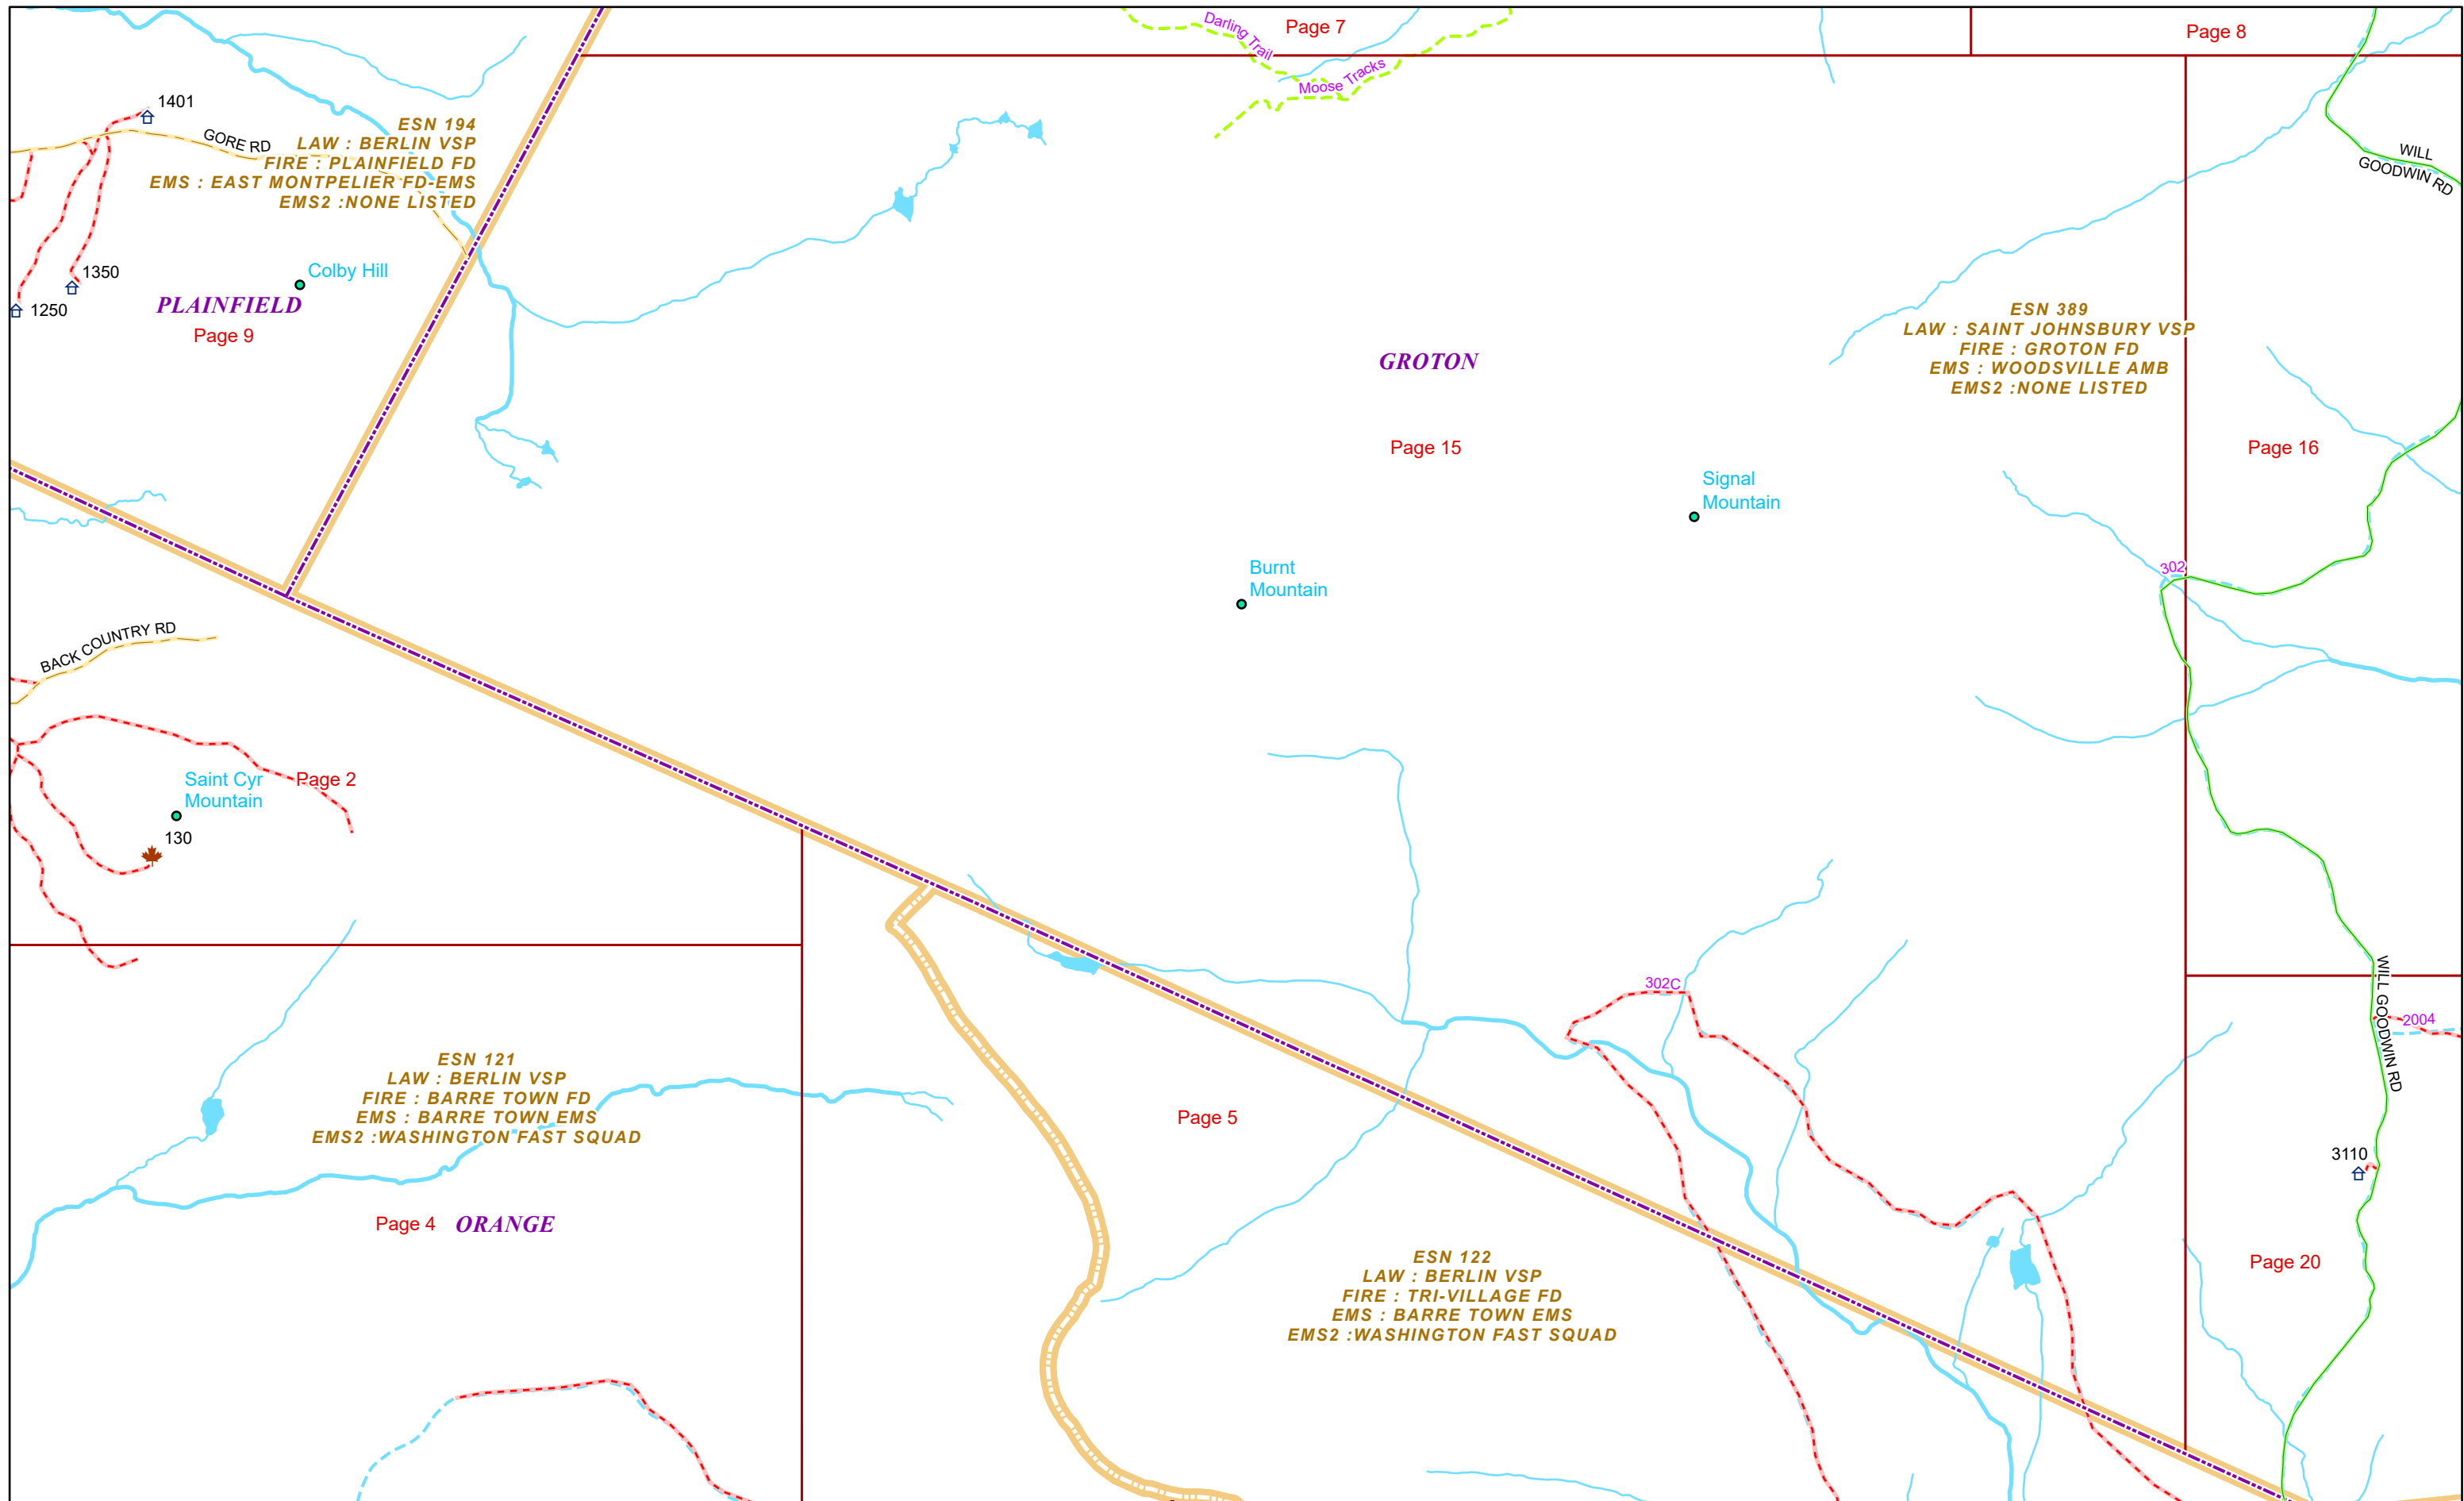 Page 7
Page 8
Darling Trail
Moose Tracks
1401
GORE RD
ESN 194
LAW : BERLIN VSP
FIRE : PLAINFIELD FD
EMS : EAST MONTPELIER FD-EMS
EMS2 :NONE LISTED
WILL
GOODWIN RD
1350
1250
Colby Hill
PLAINFIELD
Page 9
ESN 389
LAW : SAINT JOHNSBURY VSP
FIRE : GROTON FD
EMS : WOODSVILLE AMB
EMS2 :NONE LISTED
GROTON
Page 15
Page 16
Signal
Mountain
Burnt
Mountain
302
BACK COUNTRY RD
Saint Cyr
Mountain
Page 2
130
302C
WILL GOODWIN RD
2004
ESN 121
LAW : BERLIN VSP
FIRE : BARRE TOWN FD
EMS : BARRE TOWN EMS
EMS2 :WASHINGTON FAST SQUAD
Page 5
3110
Page 4
ORANGE
ESN 122
LAW : BERLIN VSP
FIRE : TRI-VILLAGE FD
EMS : BARRE TOWN EMS
EMS2 :WASHINGTON FAST SQUAD
Page 20